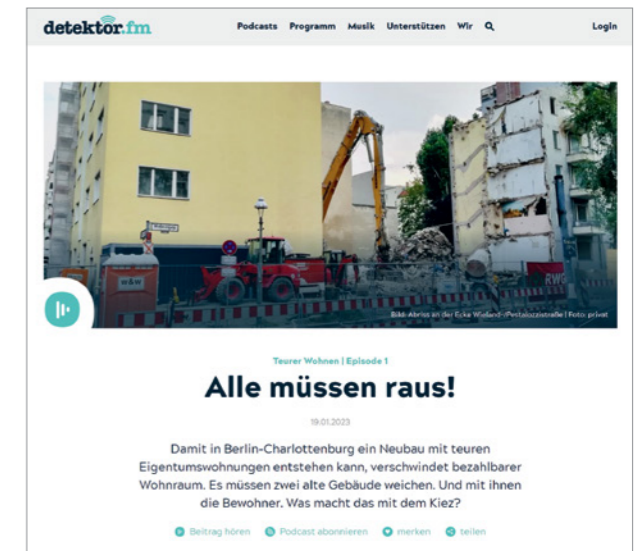 detektor.fm
Podcasts Programm Musik Unterstützen Wir
Login
w&w
RWG
Bild: Abriss an der Ecke Wieland-/Pestalozzistraße | Foto: privat
Teurer Wohnen | Episode 1
Alle müssen raus!
19.01.2023
Damit in Berlin-Charlottenburg ein Neubau mit teuren
Eigentumswohnungen entstehen kann, verschwindet bezahlbarer
Wohnraum. Es müssen zwei alte Gebäude weichen. Und mit ihnen
die Bewohner. Was macht das mit dem Kiez?
Beitrag hören Podcast abonnieren merken teilen